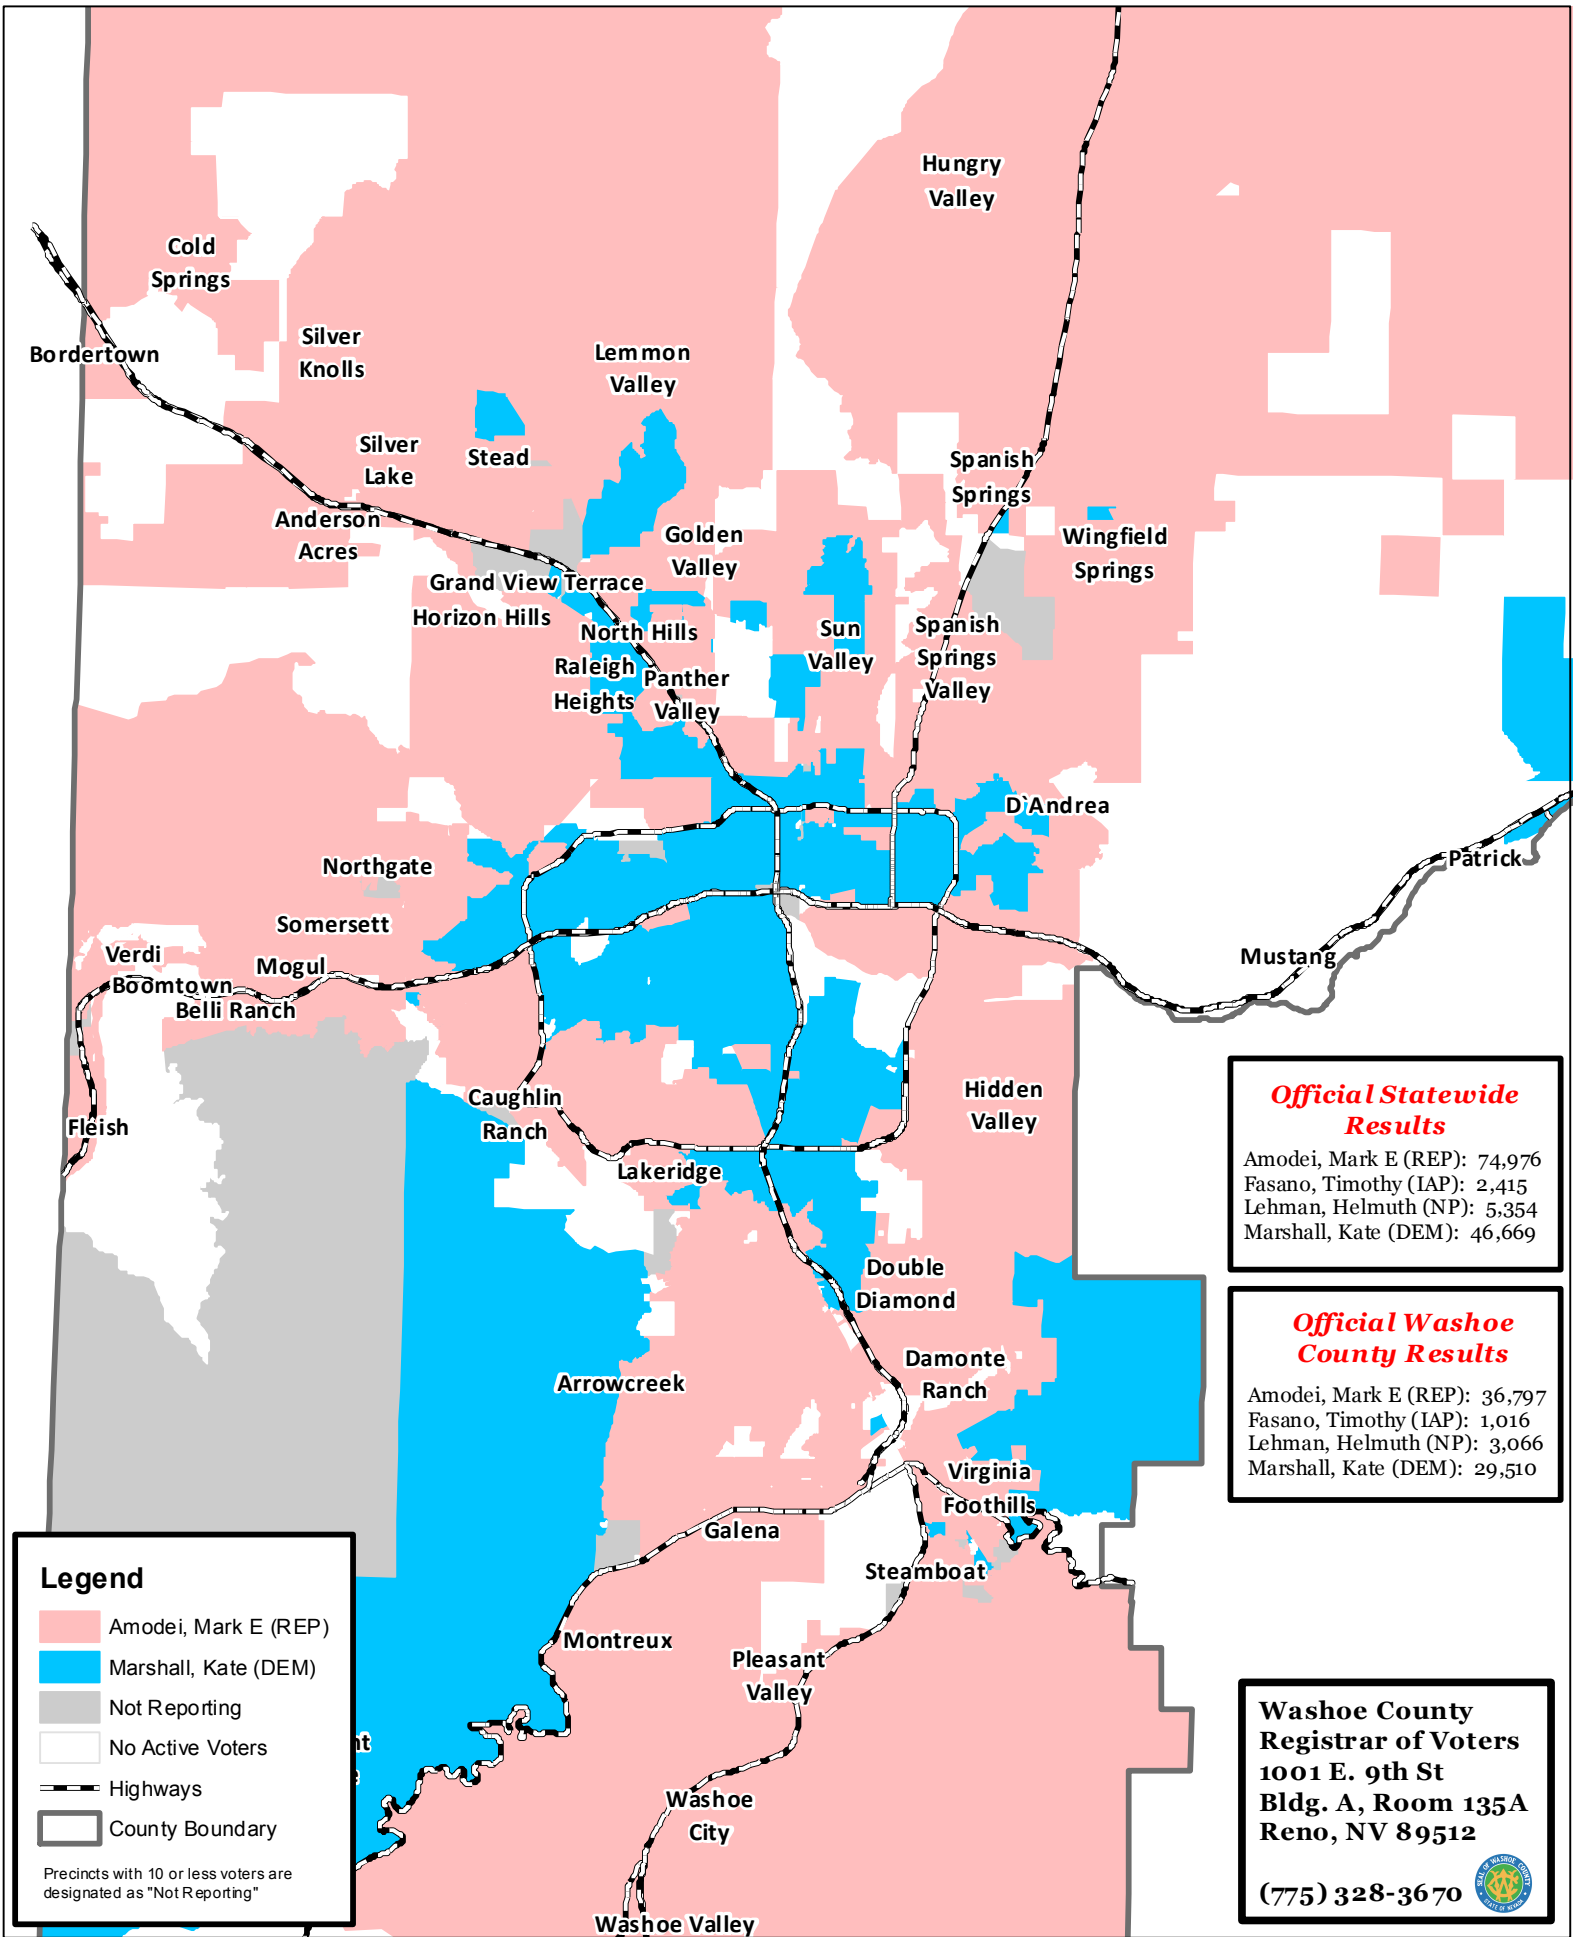 Hungry
Valley
Cold
Springs
Bordertown
Silver
Knolls
Lemmon
Valley
Silver
Lake
Stead
Spanish
Springs
Anderson
Acres
Golden
Valley
Wingfield
Springs
Grand View Terrace
Horizon Hills
North Hills
Sun
Valley
Spanish
Springs
Valley
Raleigh
Heights
Panther
Valley
D'Andrea
Northgate
Patrick
Somersett
Verdi
Mogul
Mustang
Boomtown
Belli Ranch
Fleish
Caughlin
Ranch
Hidden
Valley
Lakeridge
Double
Diamond
Arrowcreek
Damonte
Ranch
Virginia
Foothills
Galena
Steamboat
Montreux
Pleasant
Valley
Washoe
City
Washoe Valley
Official Statewide
Results
Amodei, Mark E (REP): 74,976
Fasano, Timothy (IAP): 2,415
Lehman, Helmuth (NP): 5,354
Marshall, Kate (DEM): 46,669
Official Washoe
County Results
Amodei, Mark E (REP): 36,797
Fasano, Timothy (IAP): 1,016
Lehman, Helmuth (NP): 3,066
Marshall, Kate (DEM): 29,510
Legend
Amodei, Mark E (REP)
Marshall, Kate (DEM)
Not Reporting
No Active Voters
Highways
County Boundary
Precincts with 10 or less voters are
designated as "Not Reporting"
nt
Washoe County
Registrar of Voters
1001 E. 9th St
Bldg. A, Room 135A
Reno, NV 89512
(775) 328-3670
SEAL OF WASHOE COUNTY
STATE OF NEVADA